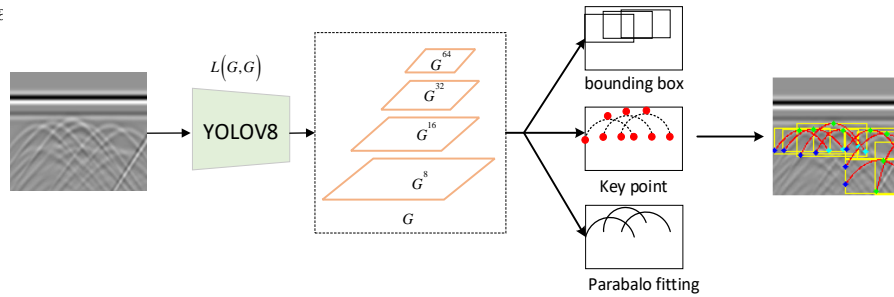 L(G,G)
YOLOV8
G^64
G^32
G^16
G^8
G
bounding box
Key point
Parabalo fitting